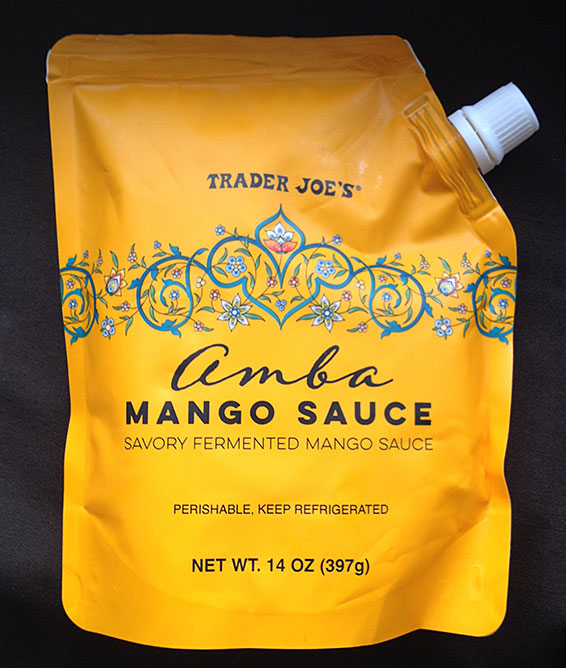 TRADER JOE'S®
amba
MANGO SAUCE
SAVORY FERMENTED MANGO SAUCE
PERISHABLE, KEEP REFRIGERATED
NET WT. 14 OZ (397g)